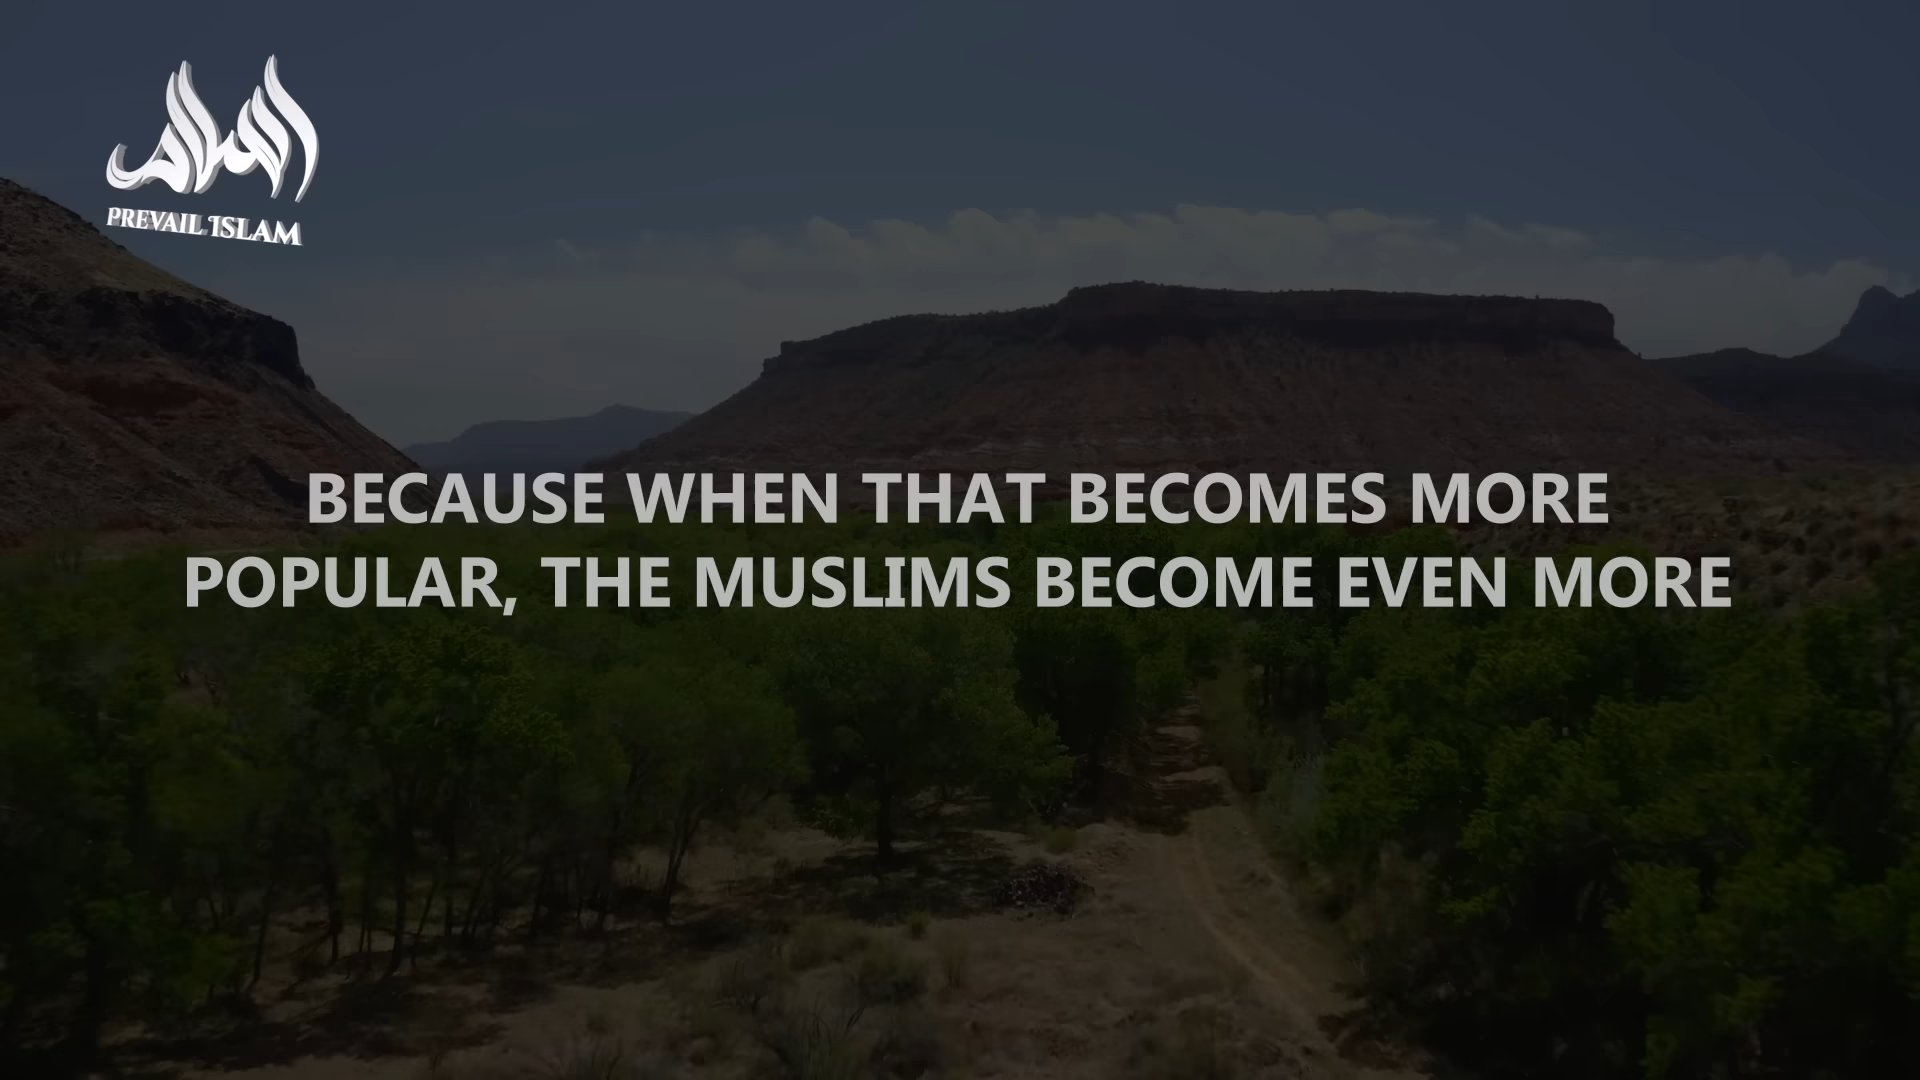 PREVAIL ISLAM
BECAUSE WHEN THAT BECOMES MORE
POPULAR, THE MUSLIMS BECOME EVEN MORE